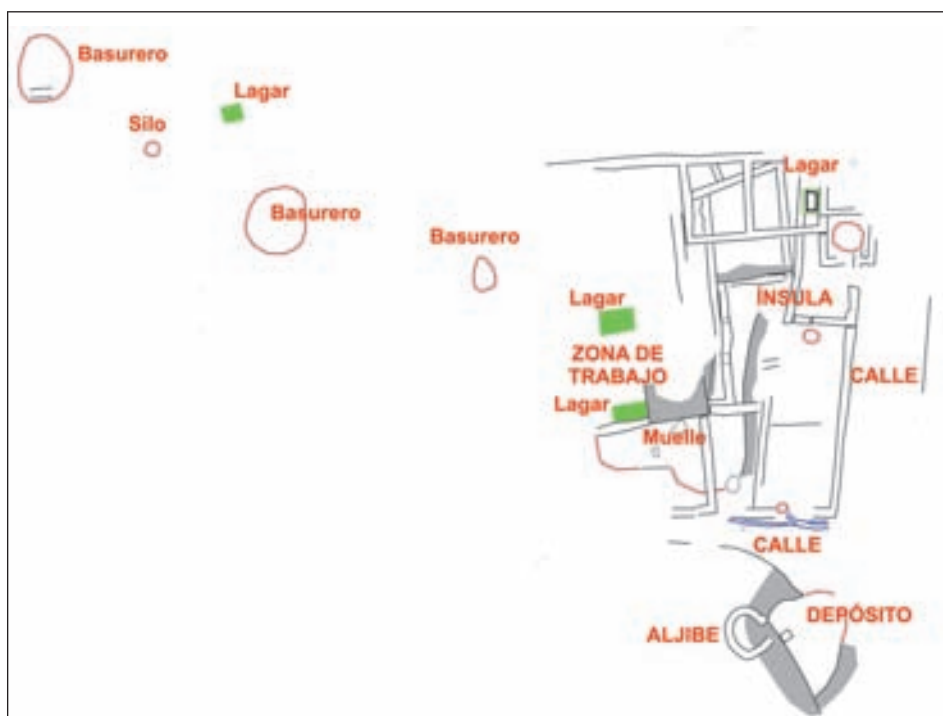 Basurero
Lagar
Silo
Lagar
Basurero
Basurero
Lagar
ÍNSULA
ZONA DE
TRABAJO
CALLE
Lagar
Muelle
CALLE
DEPÓSITO
ALJIBE